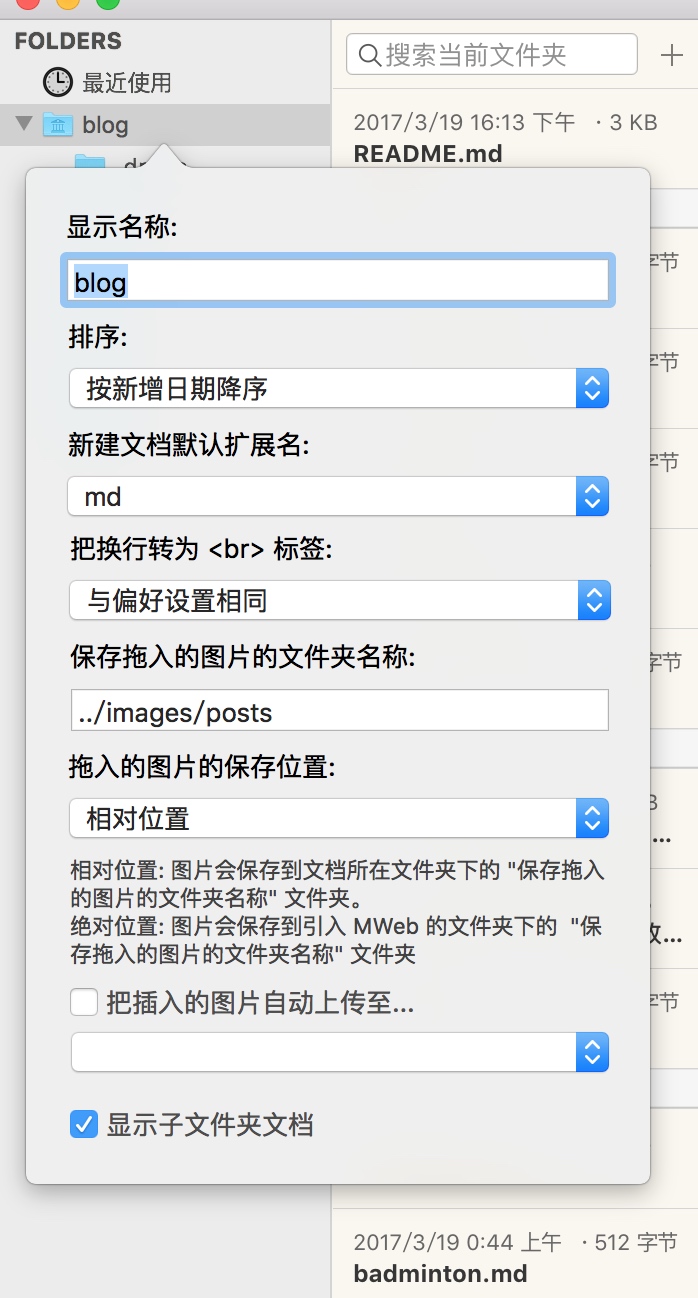 FOLDERS
最近使用
blog
搜索当前文件夹
2017/3/19 16:13 下午 · 3 KB
README.md
显示名称:
blog
排序:
按新增日期降序
新建文档默认扩展名:
md
把换行转为 <br> 标签:
与偏好设置相同
保存拖入的图片的文件夹名称:
../images/posts
拖入的图片的保存位置:
相对位置
相对位置: 图片会保存到文档所在文件夹下的 "保存拖入
的图片的文件夹名称" 文件夹。
绝对位置: 图片会保存到引入 MWeb 的文件夹下的 "保
存拖入的图片的文件夹名称" 文件夹
把插入的图片自动上传至...
显示子文件夹文档
字节
字节
字节
字节
B
...
...
字节
2017/3/19 0:44 上午 · 512 字节
badminton.md